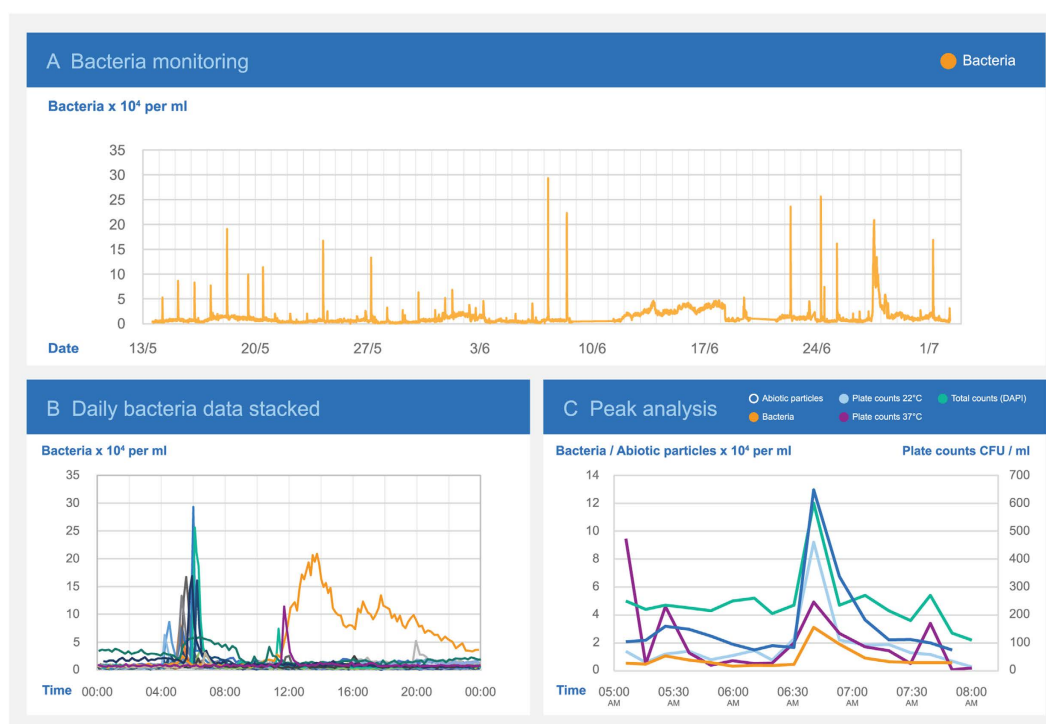 A Bacteria monitoring
Bacteria
Bacteria x 10⁴ per ml
35
30
25
20
15
10
5
0
Date 13/5 20/5 27/5 3/6 10/6 17/6 24/6 1/7
B Daily bacteria data stacked
Bacteria x 10⁴ per ml
35
30
25
20
15
10
5
0
Time 00:00 04:00 08:00 12:00 16:00 20:00 00:00
C Peak analysis
Abiotic particles Plate counts 22°C Total counts (DAPI)
Bacteria Plate counts 37°C
Bacteria / Abiotic particles x 10⁴ per ml Plate counts CFU / ml
14 700
12 600
10 500
8 400
6 300
4 200
2 100
0 0
Time 05:00 05:30 06:00 06:30 07:00 07:30 08:00
AM AM AM AM AM AM AM